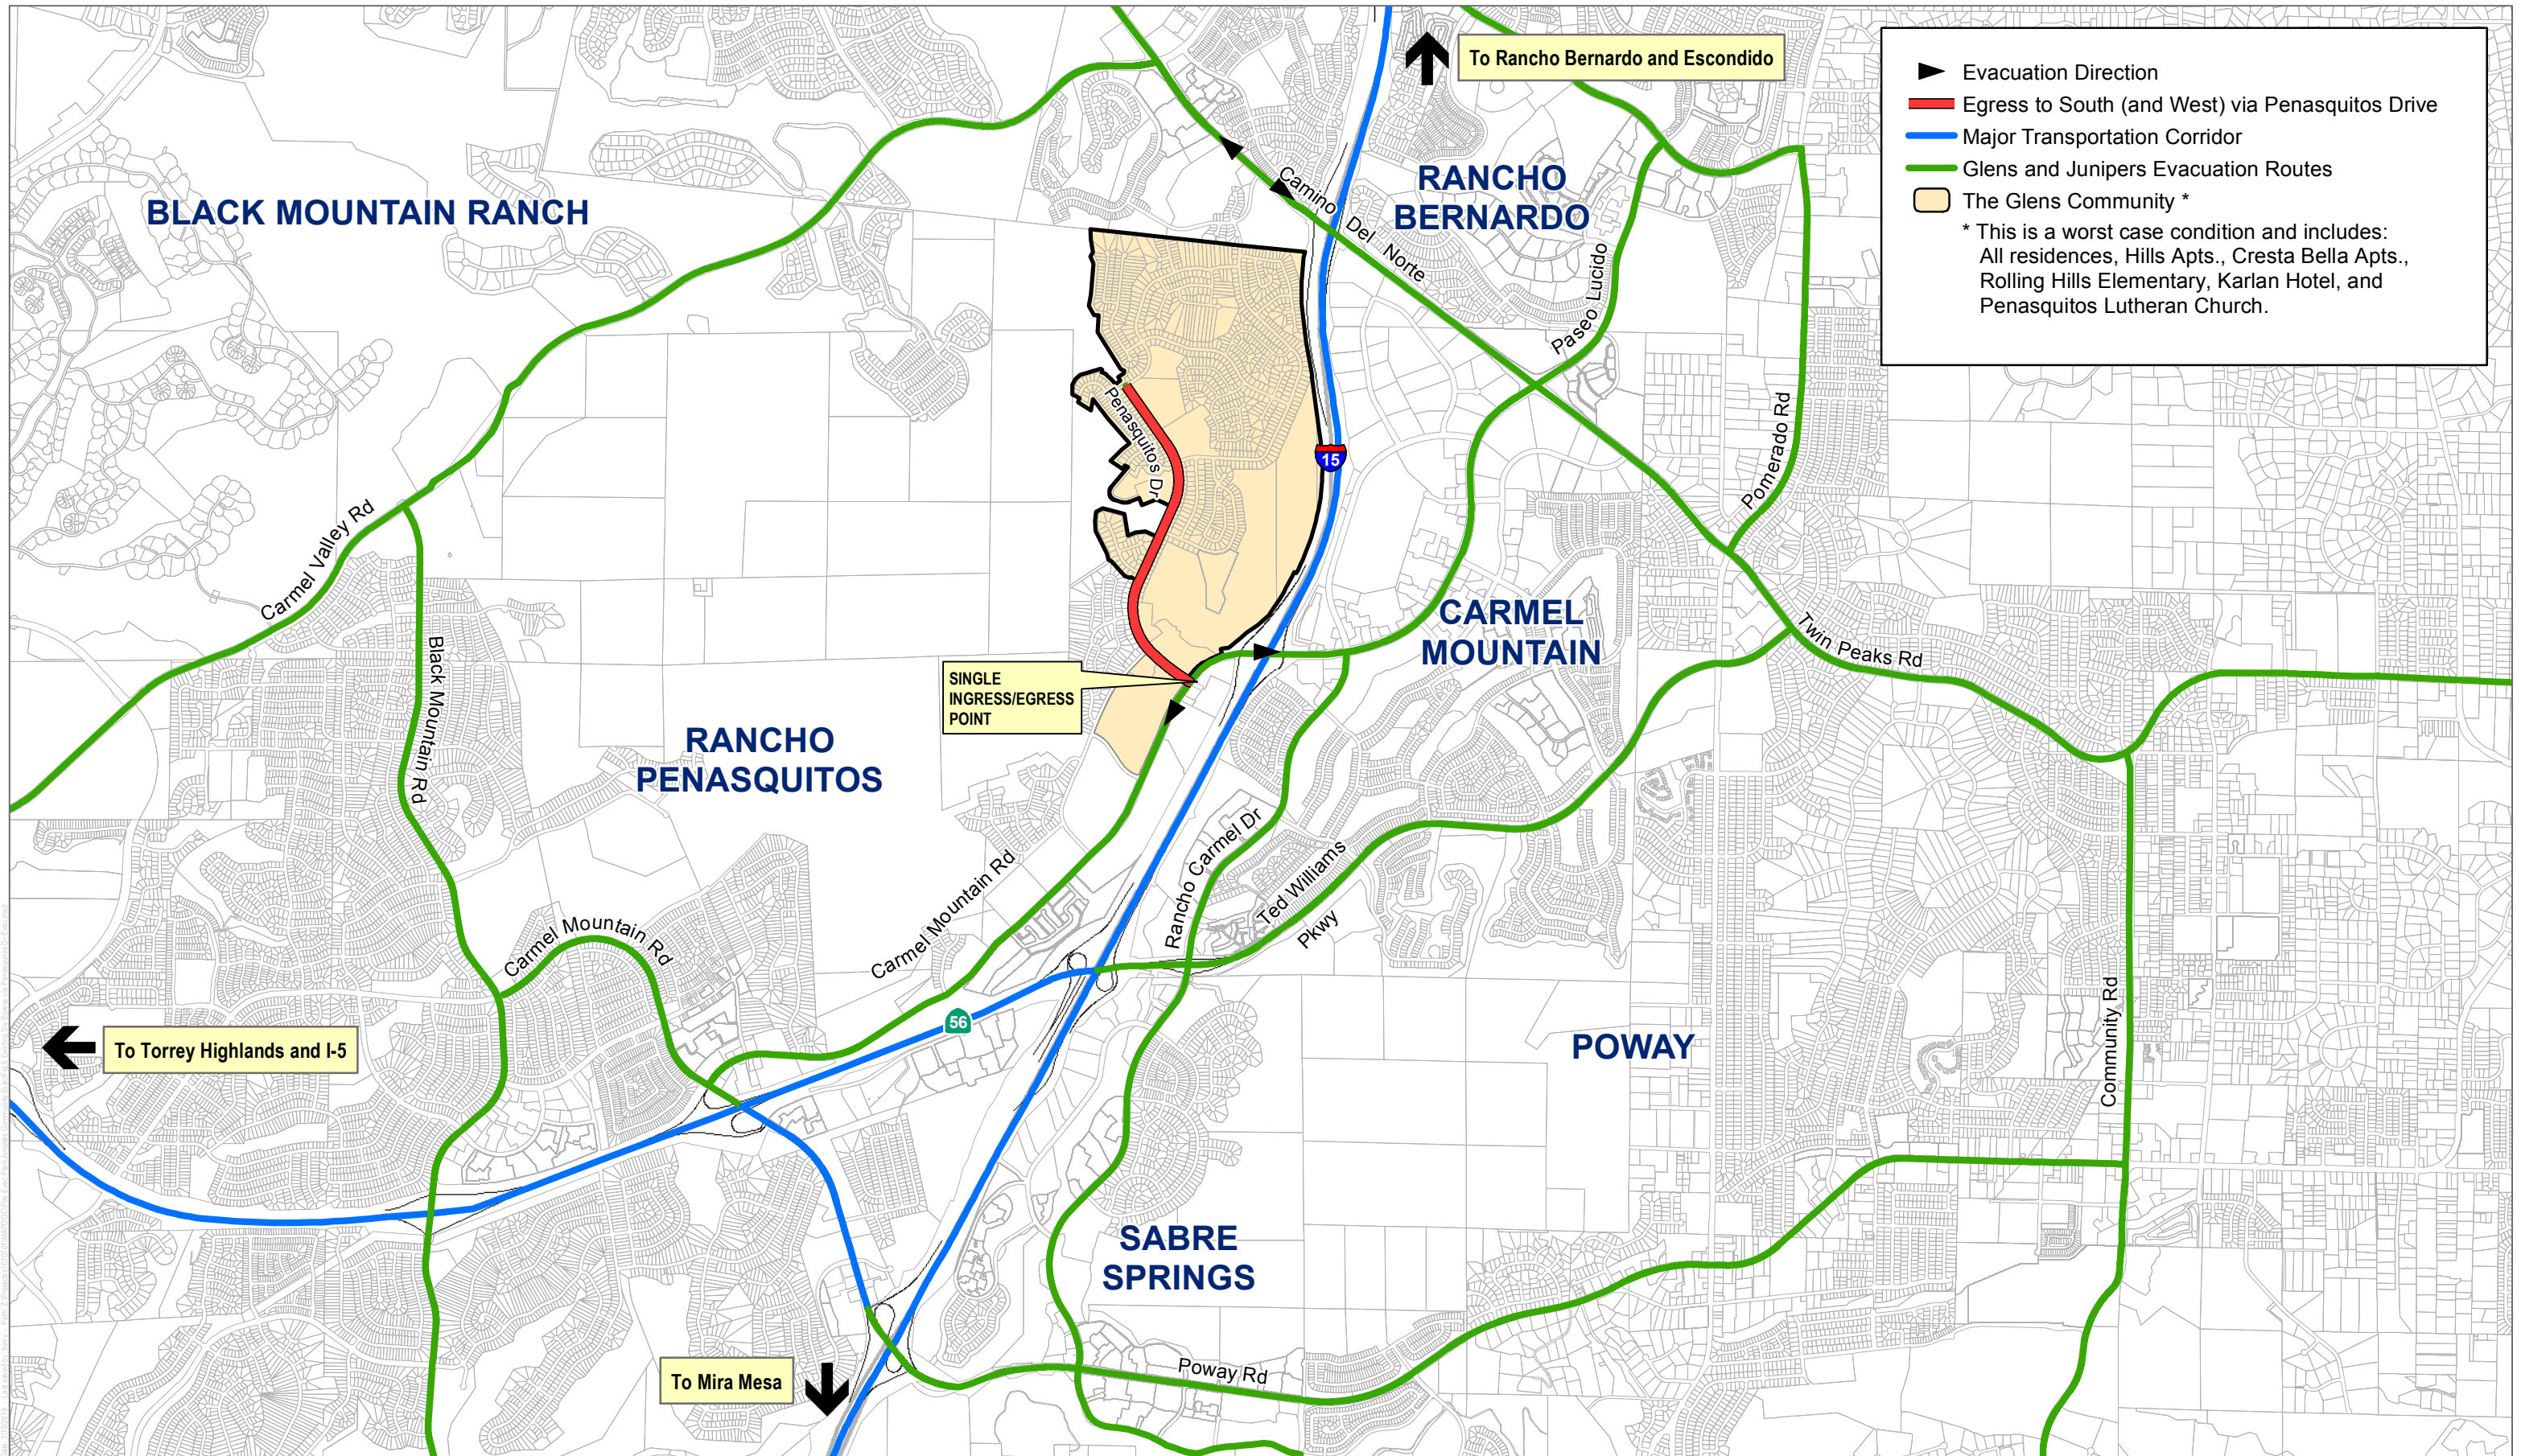 To Rancho Bernardo and Escondido
Evacuation Direction
Egress to South (and West) via Penasquitos Drive
Major Transportation Corridor
Glens and Junipers Evacuation Routes
The Glens Community *
* This is a worst case condition and includes:
All residences, Hills Apts., Cresta Bella Apts.,
Rolling Hills Elementary, Karlan Hotel, and
Penasquitos Lutheran Church.
BLACK MOUNTAIN RANCH
RANCHO
BERNARDO
Camino Del Norte
Paseo Lucido
Penasquitos Dr
15
Pomerado Rd
Carmel Valley Rd
Black Mountain Rd
CARMEL
MOUNTAIN
Twin Peaks Rd
SINGLE
INGRESS/EGRESS
POINT
RANCHO
PENASQUITOS
Rancho Carmel Dr
Ted Williams
Pkwy
Carmel Mountain Rd
Carmel Mountain Rd
56
To Torrey Highlands and I-5
POWAY
Community Rd
SABRE
SPRINGS
To Mira Mesa
Poway Rd